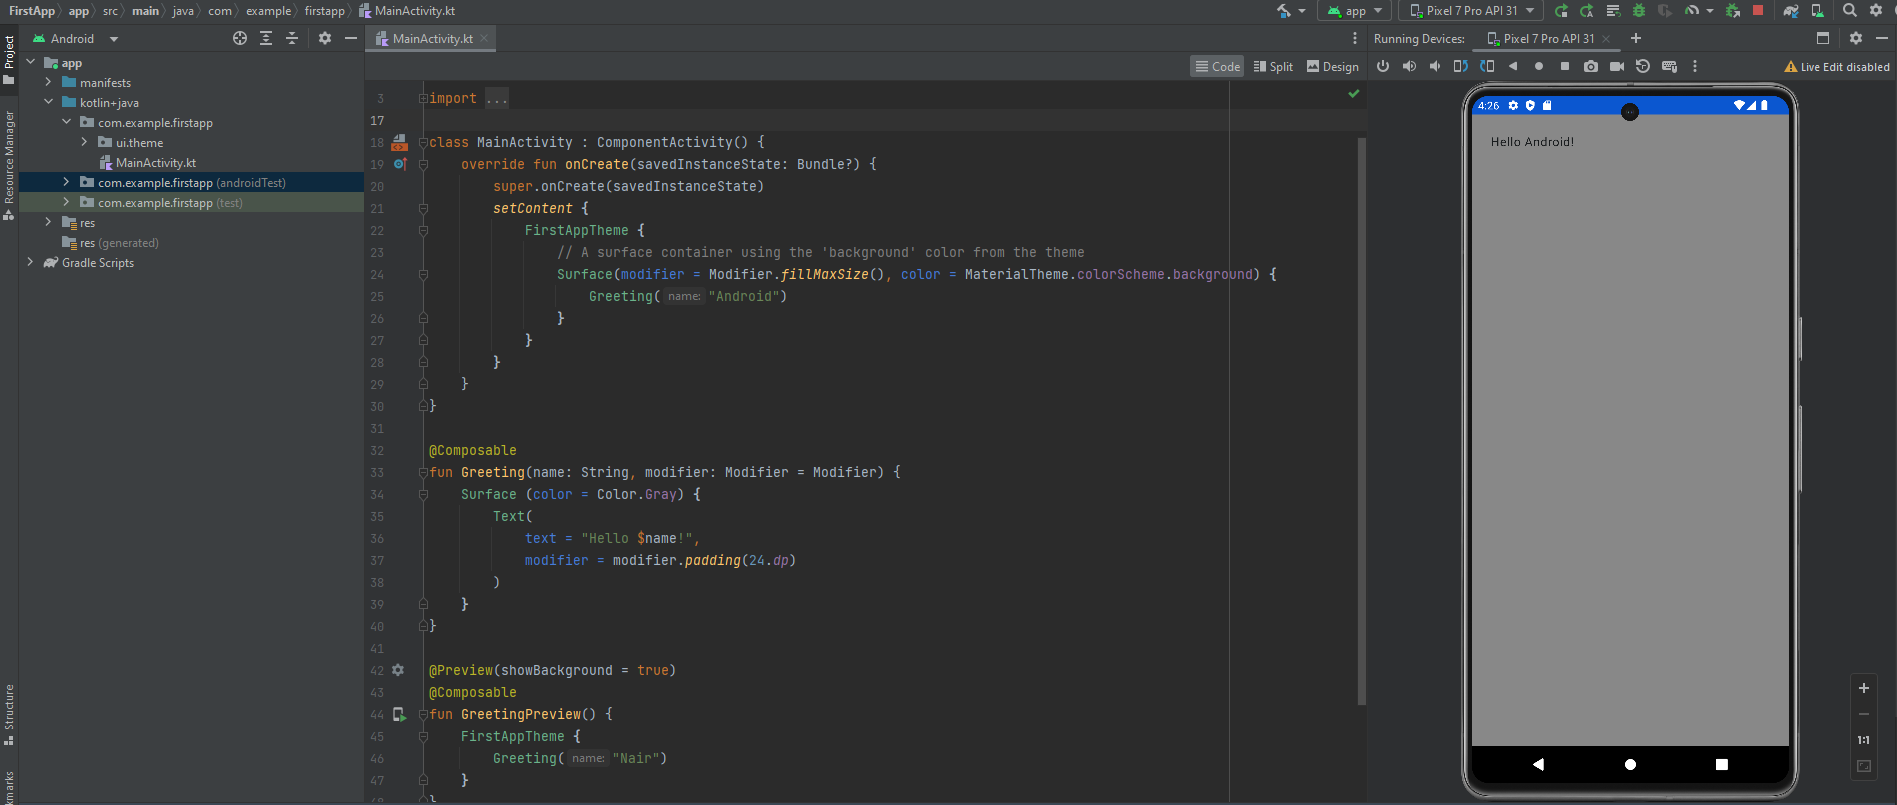 FirstApp app src main java com example firstapp MainActivity.kt app Pixel 7 Pro API 31
Project
Resource Manager
Structure
Android
app
manifests
kotlin+java
com.example.firstapp
ui.theme
MainActivity.kt
com.example.firstapp (androidTest)
com.example.firstapp (test)
res
res (generated)
Gradle Scripts
MainActivity.kt
Code Split Design
3 import ...
17
18 class MainActivity : ComponentActivity() {
19 override fun onCreate(savedInstanceState: Bundle?) {
20 super.onCreate(savedInstanceState)
21 setContent {
22 FirstAppTheme {
23 // A surface container using the 'background' color from the theme
24 Surface(modifier = Modifier.fillMaxSize(), color = MaterialTheme.colorScheme.background) {
25 Greeting( name: "Android")
26 }
27 }
28 }
29 }
30 }
31
32 @Composable
33 fun Greeting(name: String, modifier: Modifier = Modifier) {
34 Surface (color = Color.Gray) {
35 Text(
36 text = "Hello $name!",
37 modifier = modifier.padding(24.dp)
38 )
39 }
40 }
41
42 @Preview(showBackground = true)
43 @Composable
44 fun GreetingPreview() {
45 FirstAppTheme {
46 Greeting( name: "Nair")
47 }
Running Devices: Pixel 7 Pro API 31
Live Edit disabled
4:26
Hello Android!
1:1